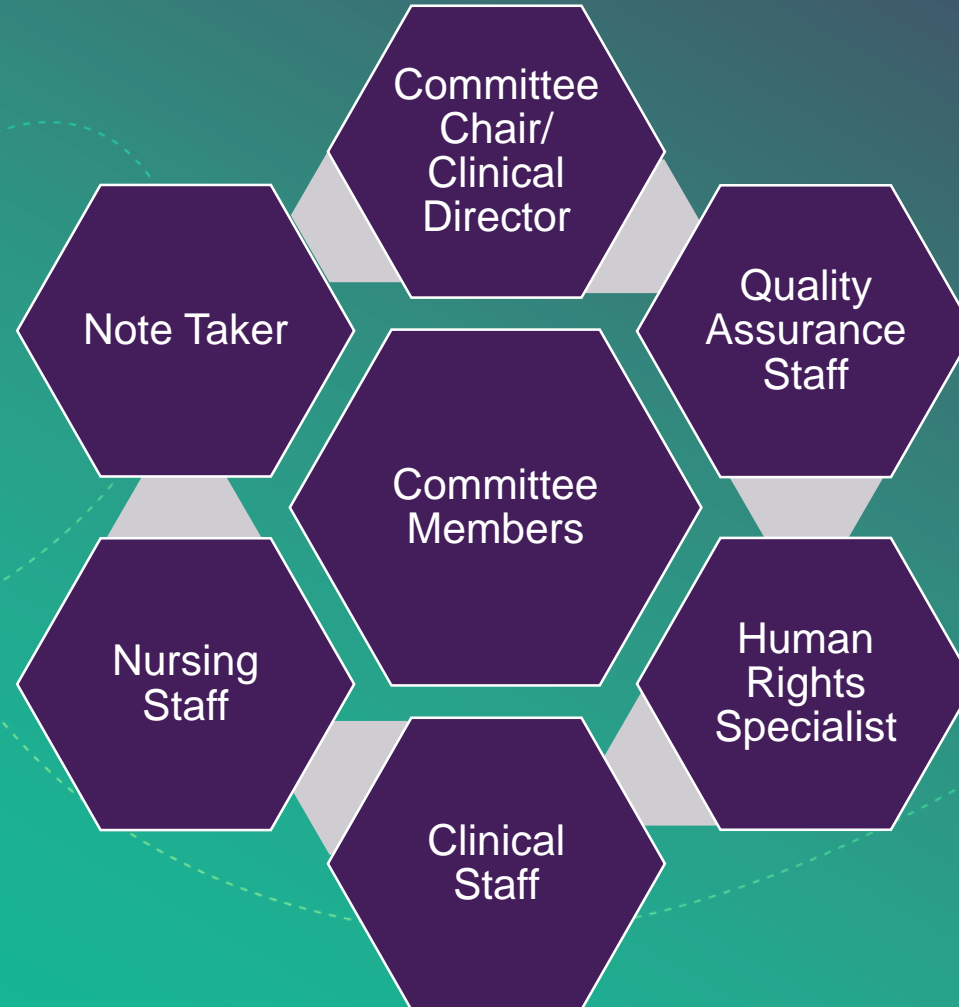 Committee
Chair/
Clinical
Director
Quality
Assurance
Staff
Note Taker
Committee
Members
Human
Rights
Specialist
Nursing
Staff
Clinical
Staff